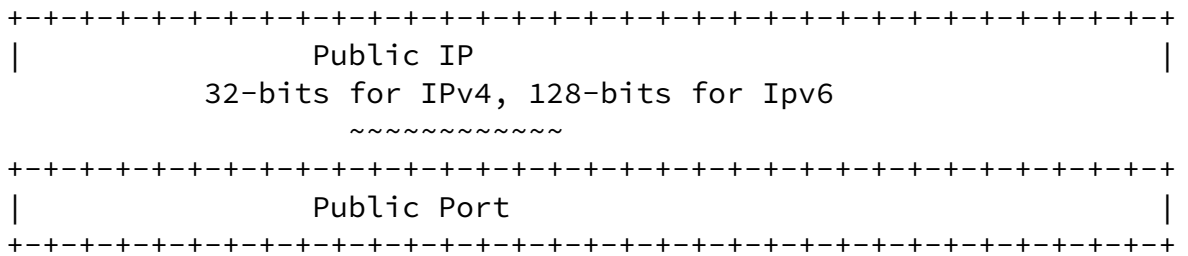 +-+-+-+-+-+-+-+-+-+-+-+-+-+-+-+-+-+-+-+-+-+-+-+-+-+-+-+-+-+-+-+-+
|                Public IP                                      |
           32-bits for IPv4, 128-bits for Ipv6
                   ~~~~~~~~~~~~
+-+-+-+-+-+-+-+-+-+-+-+-+-+-+-+-+-+-+-+-+-+-+-+-+-+-+-+-+-+-+-+-+
|                Public Port                                    |
+-+-+-+-+-+-+-+-+-+-+-+-+-+-+-+-+-+-+-+-+-+-+-+-+-+-+-+-+-+-+-+-+